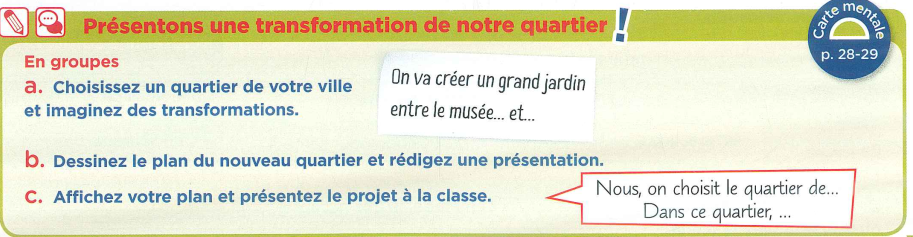 Présentons une transformation de notre quartier !
Carte mentale
p. 28-29
En groupes
a. Choisissez un quartier de votre ville
et imaginez des transformations.
On va créer un grand jardin
entre le musée... et...
b. Dessinez le plan du nouveau quartier et rédigez une présentation.
c. Affichez votre plan et présentez le projet à la classe.
Nous, on choisit le quartier de...
Dans ce quartier, ...